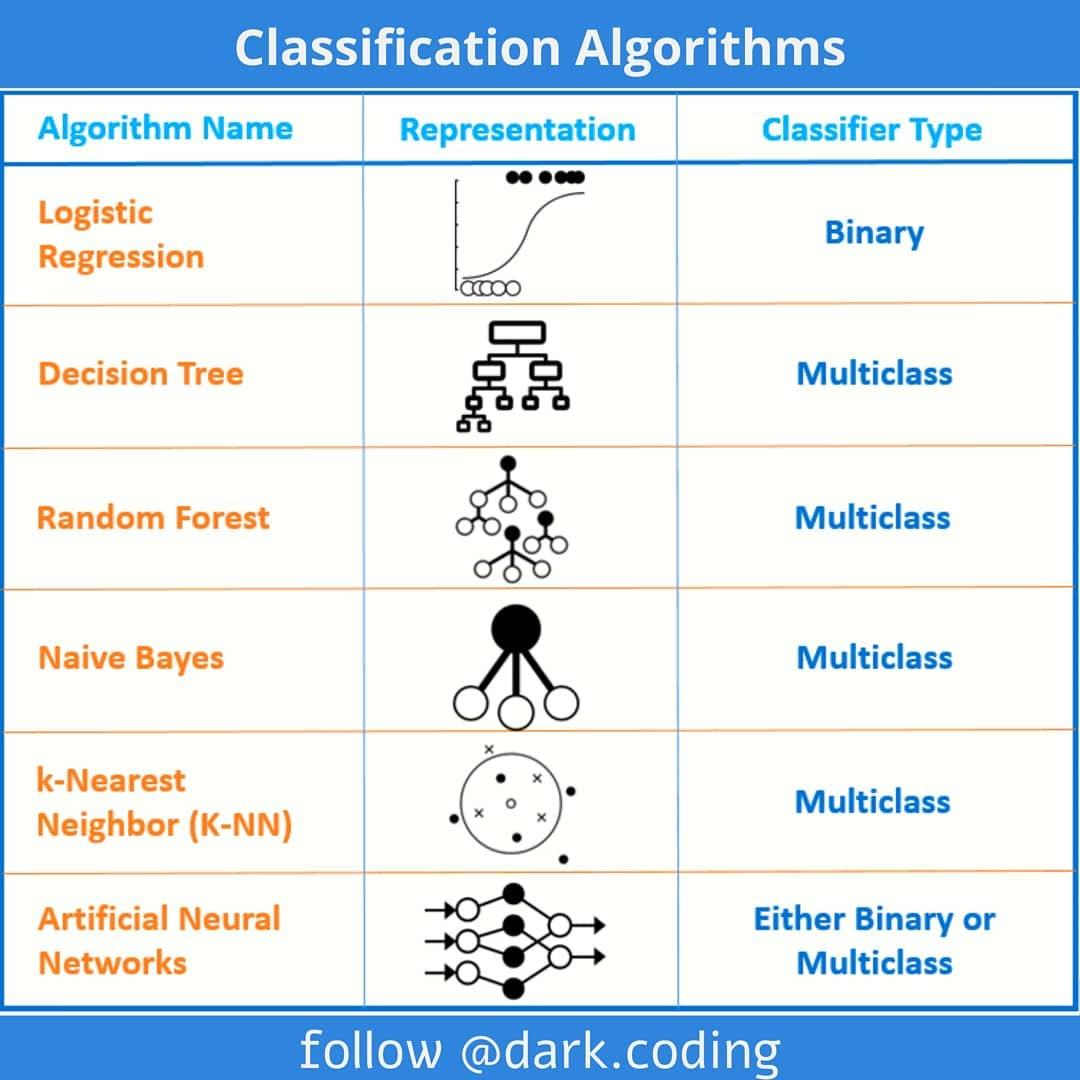 Classification Algorithms
Algorithm Name
Representation
Classifier Type
Logistic
Regression
Binary
Decision Tree
Multiclass
Random Forest
Multiclass
Naive Bayes
Multiclass
k-Nearest
Neighbor (K-NN)
Multiclass
Artificial Neural
Networks
Either Binary or
Multiclass
follow @dark.coding